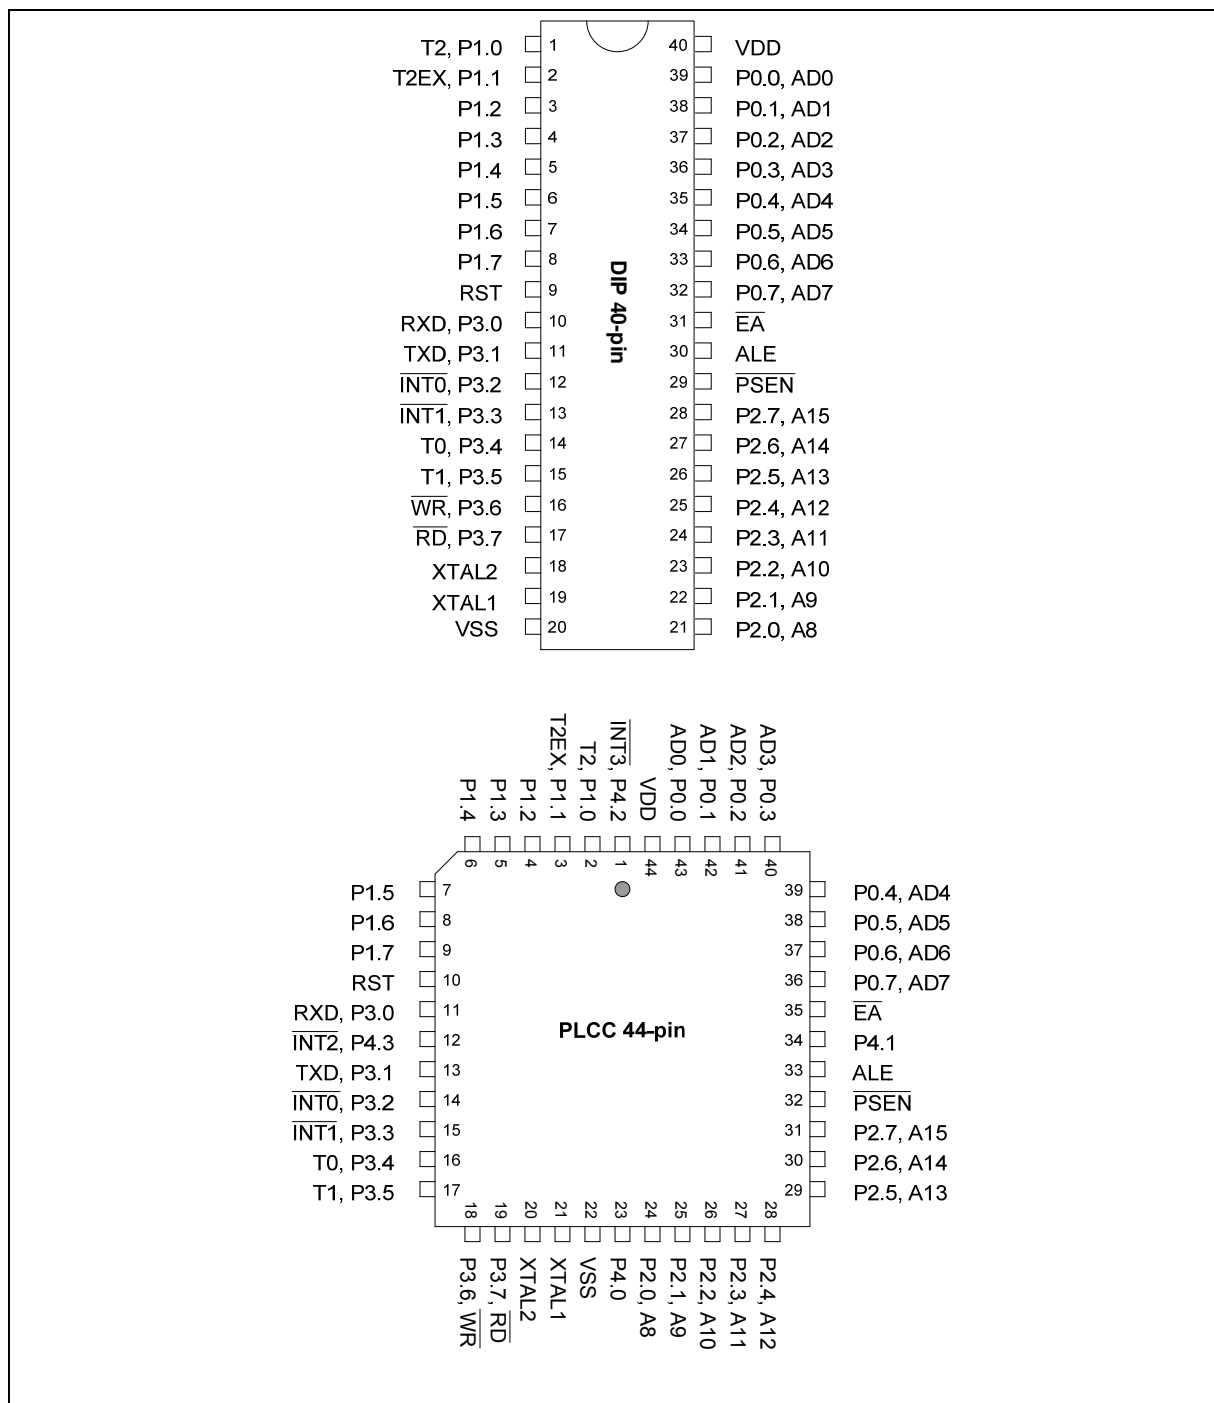 T2, P1.0 1 40 VDD
T2EX, P1.1 2 39 P0.0, AD0
P1.2 3 38 P0.1, AD1
P1.3 4 37 P0.2, AD2
P1.4 5 36 P0.3, AD3
P1.5 6 35 P0.4, AD4
P1.6 7 34 P0.5, AD5
P1.7 8 33 P0.6, AD6
RST 9 32 P0.7, AD7
RXD, P3.0 10 31 E̅A̅
TXD, P3.1 11 30 ALE
I̅N̅T̅0̅, P3.2 12 29 P̅S̅E̅N̅
I̅N̅T̅1̅, P3.3 13 28 P2.7, A15
T0, P3.4 14 27 P2.6, A14
T1, P3.5 15 26 P2.5, A13
W̅R̅, P3.6 16 25 P2.4, A12
R̅D̅, P3.7 17 24 P2.3, A11
XTAL2 18 23 P2.2, A10
XTAL1 19 22 P2.1, A9
VSS 20 21 P2.0, A8
DIP 40-pin
P1.4
P1.3
P1.2
T2EX, P1.1
T2, P1.0
I̅N̅T̅3̅, P4.2
VDD
AD0, P0.0
AD1, P0.1
AD2, P0.2
AD3, P0.3
6 5 4 3 2 1 44 43 42 41 40
P1.5 7 39 P0.4, AD4
P1.6 8 38 P0.5, AD5
P1.7 9 37 P0.6, AD6
RST 10 36 P0.7, AD7
RXD, P3.0 11 35 E̅A̅
I̅N̅T̅2̅, P4.3 12 34 P4.1
TXD, P3.1 13 33 ALE
I̅N̅T̅0̅, P3.2 14 32 P̅S̅E̅N̅
I̅N̅T̅1̅, P3.3 15 31 P2.7, A15
T0, P3.4 16 30 P2.6, A14
T1, P3.5 17 29 P2.5, A13
PLCC 44-pin
18 19 20 21 22 23 24 25 26 27 28
P3.6, W̅R̅
P3.7, R̅D̅
XTAL2
XTAL1
VSS
P4.0
P2.0, A8
P2.1, A9
P2.2, A10
P2.3, A11
P2.4, A12